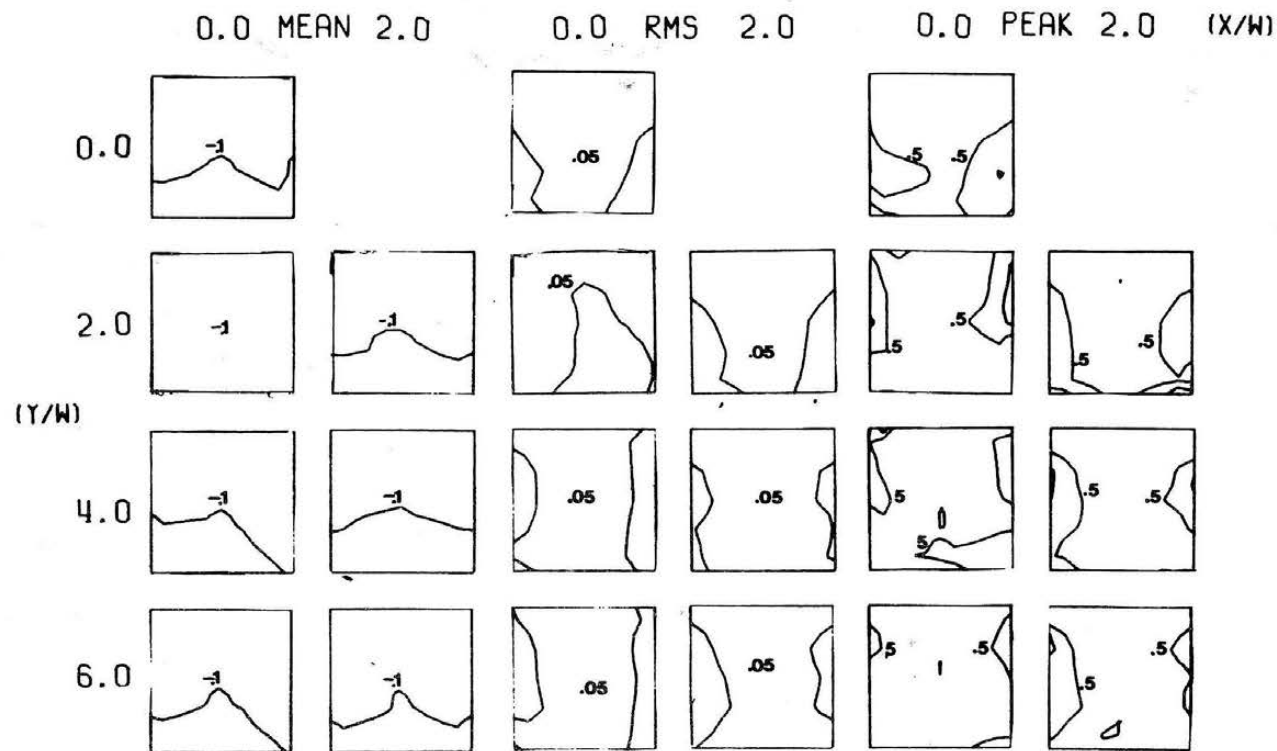 0.0 MEAN 2.0 0.0 RMS 2.0 0.0 PEAK 2.0 (X/W)
0.0 -.1 .05 .5 .5
2.0 -.1 -.1 .05 .05 .5 .5 .5 .5
(Y/W)
4.0 -.1 -.1 .05 .05 .5 .5 .5 .5
6.0 -.1 -.1 .05 .05 .5 .5 .5 .5